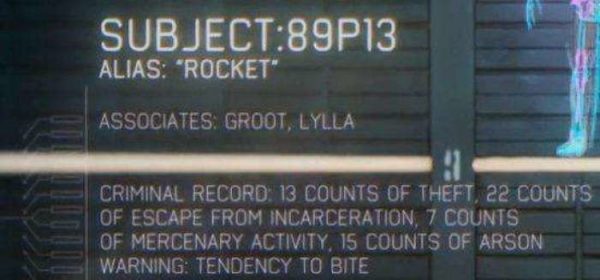 SUBJECT:89P13
ALIAS: "ROCKET"
ASSOCIATES: GROOT, LYLLA
CRIMINAL RECORD: 13 COUNTS OF THEFT, 22 COUNTS
OF ESCAPE FROM INCARCERATION, 7 COUNTS
OF MERCENARY ACTIVITY, 15 COUNTS OF ARSON
WARNING: TENDENCY TO BITE